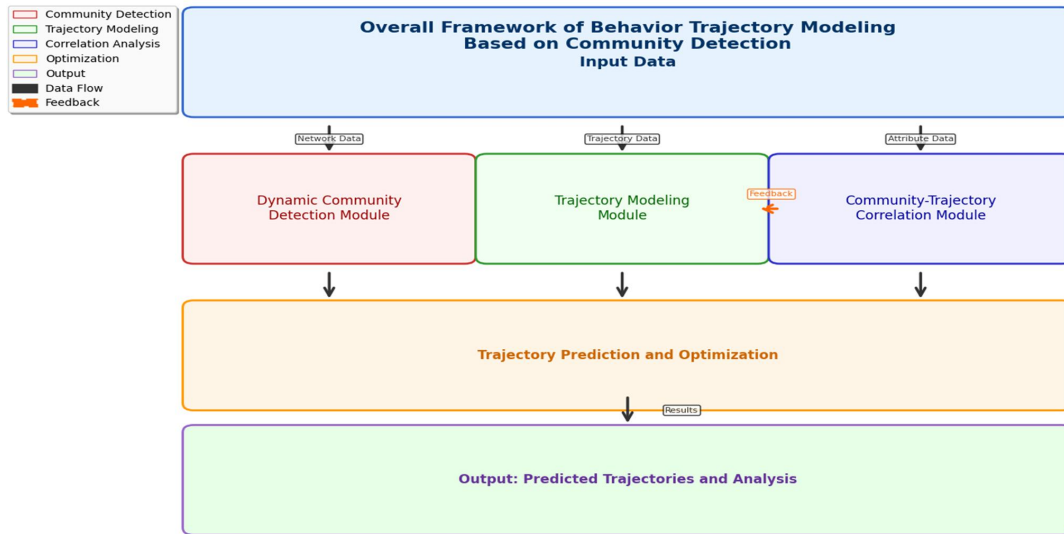 Community Detection
Trajectory Modeling
Correlation Analysis
Optimization
Output
Data Flow
Feedback
Overall Framework of Behavior Trajectory Modeling
Based on Community Detection
Input Data
Network Data
Trajectory Data
Attribute Data
Dynamic Community
Detection Module
Trajectory Modeling
Module
Feedback
Community-Trajectory
Correlation Module
Trajectory Prediction and Optimization
Results
Output: Predicted Trajectories and Analysis